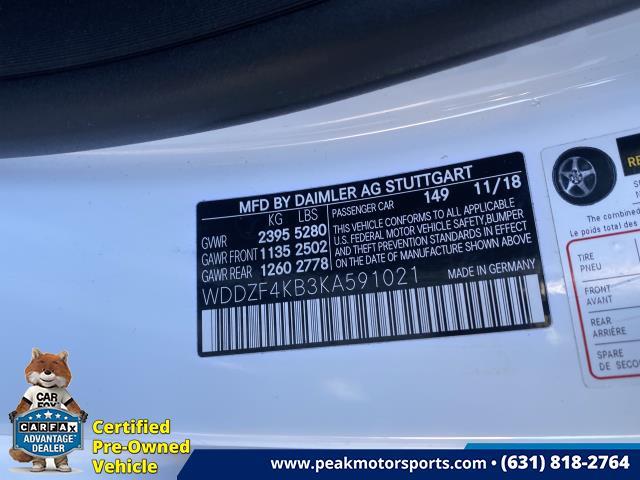 MFD BY DAIMLER AG STUTTGART
KG LBS
PASSENGER CAR 149 11/18
GVWR 2395 5280
GAWR FRONT 1135 2502
GAWR REAR 1260 2778
THIS VEHICLE CONFORMS TO ALL APPLICABLE
U.S. FEDERAL MOTOR VEHICLE SAFETY, BUMPER
AND THEFT PREVENTION STANDARDS IN EFFECT
ON THE DATE OF MANUFACTURE SHOWN ABOVE
WDDZF4KB3KA591021
MADE IN GERMANY
The combined
Le poids total des
TIRE
PNEU
FRONT
AVANT
REAR
ARRIÈRE
SPARE
DE SECOU
CAR
FOX
CARFAX
ADVANTAGE
DEALER
Certified
Pre-Owned
Vehicle
www.peakmotorsports.com • (631) 818-2764